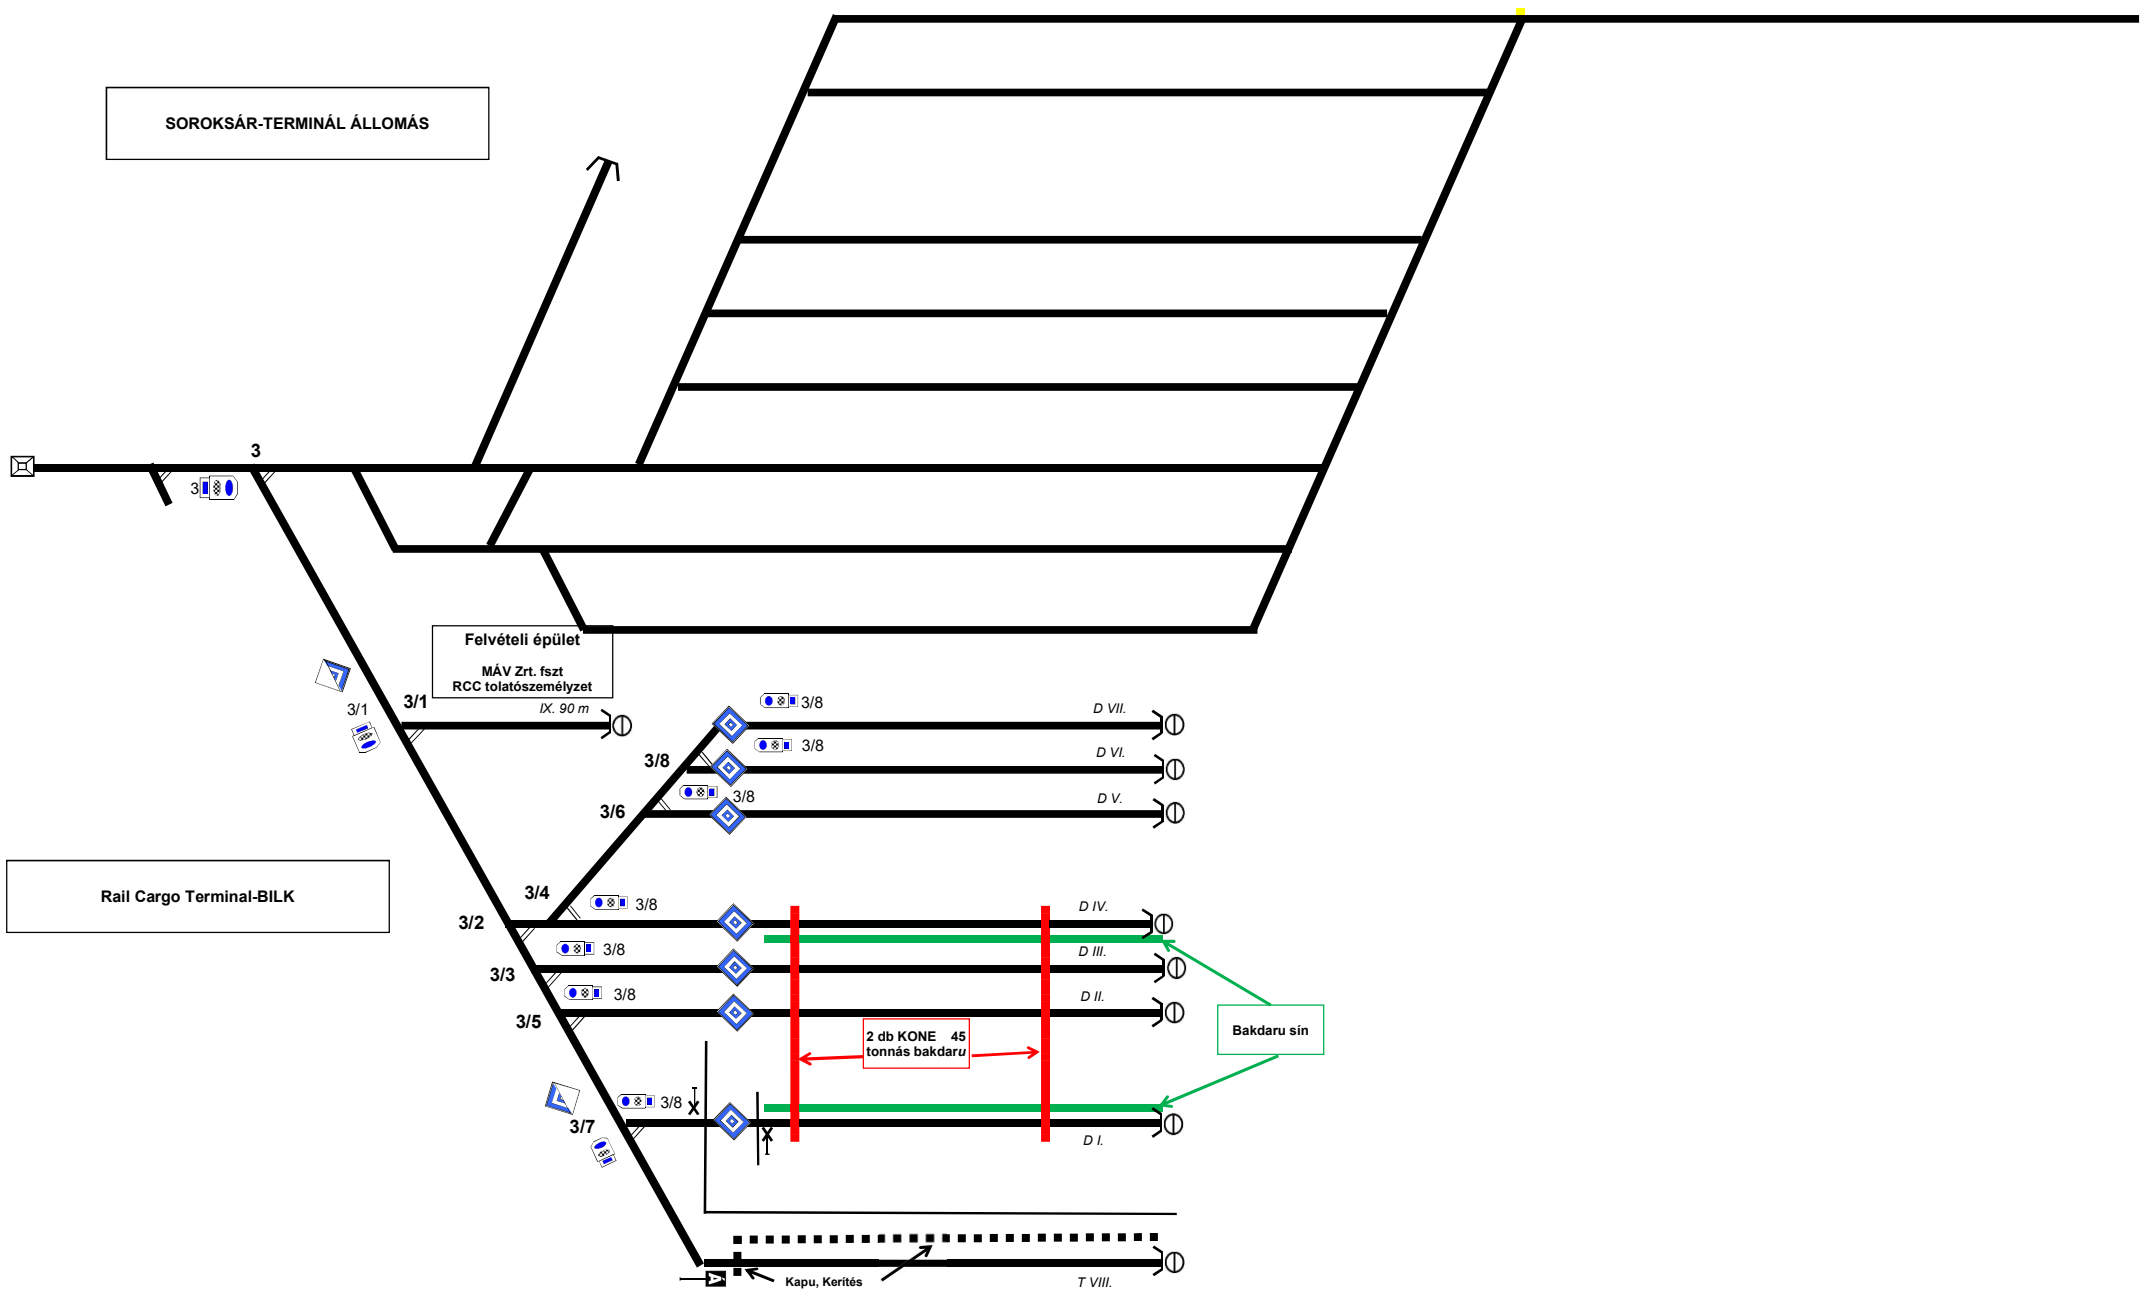 SOROKSÁR-TERMINÁL ÁLLOMÁS
3
3
Felvételi épület
MÁV Zrt. fszt
RCC tolatószemélyzet
3/1
3/1
IX. 90 m
3/8
D VII.
3/8
3/8
D VI.
3/8
3/6
D V.
Rail Cargo Terminal-BILK
3/4
3/8
D IV.
3/2
3/8
D III.
3/3
3/8
D II.
3/5
2 db KONE 45
tonnás bakdaru
Bakdaru sín
3/8
3/7
D I.
Kapu, Kerítés
T VIII.